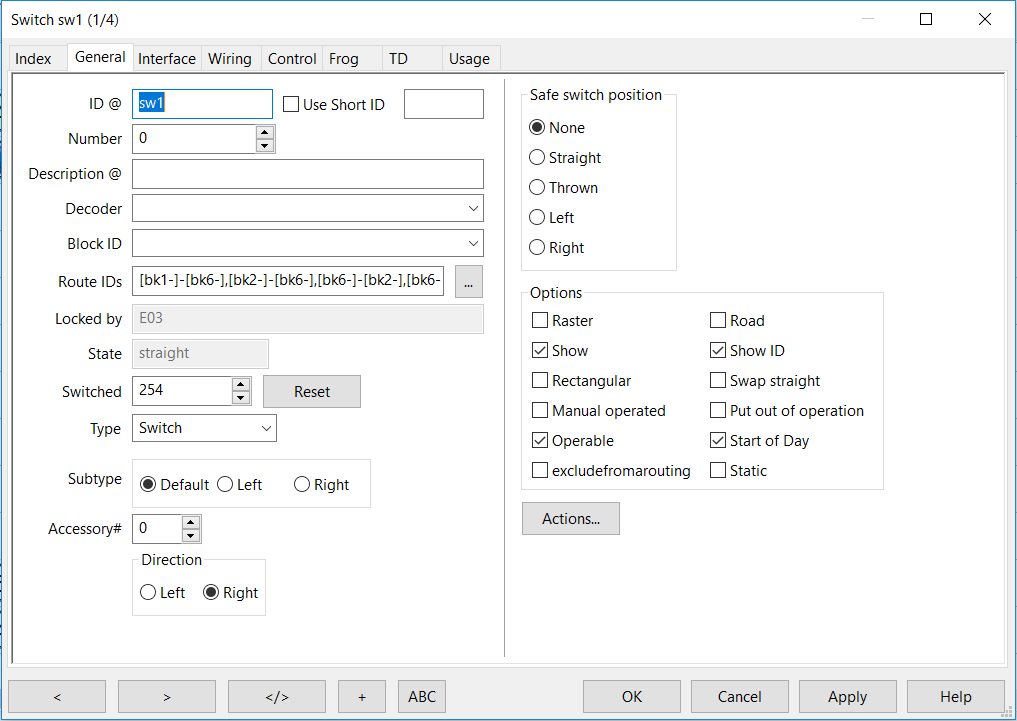 Switch sw1 (1/4)
Index General Interface Wiring Control Frog TD Usage
ID @ sw1 Use Short ID
Number 0
Description @
Decoder
Block ID
Route IDs [bk1-]-[bk6-],[bk2-]-[bk6-],[bk6-]-[bk2-],[bk6- ...
Locked by E03
State straight
Switched 254 Reset
Type Switch
Subtype Default Left Right
Accessory# 0
Direction
Left Right
Safe switch position
None
Straight
Thrown
Left
Right
Options
Raster Road
Show Show ID
Rectangular Swap straight
Manual operated Put out of operation
Operable Start of Day
excludefromarouting Static
Actions...
< > </> + ABC OK Cancel Apply Help